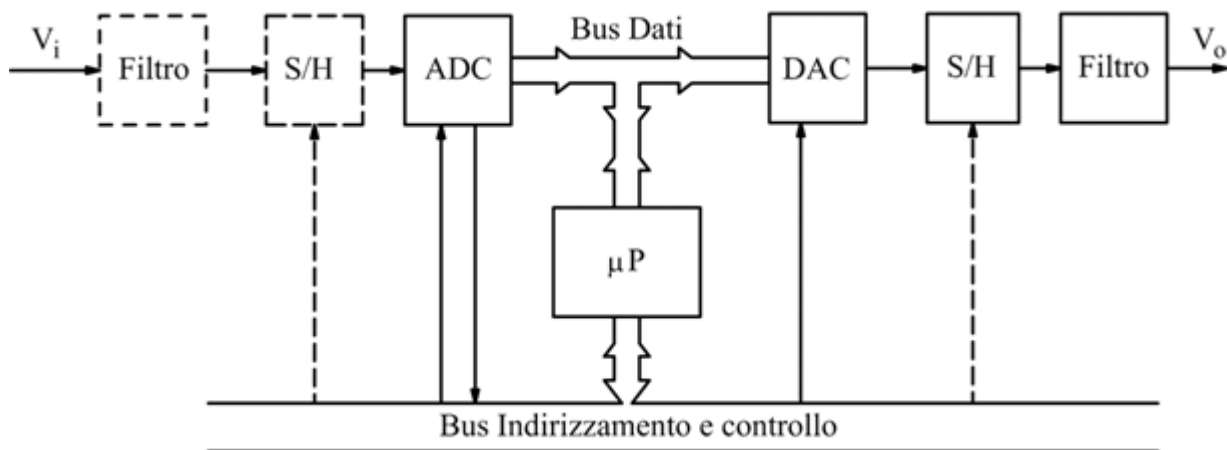 V_i
Filtro
S/H
ADC
Bus Dati
DAC
S/H
Filtro
V_o
μP
Bus Indirizzamento e controllo